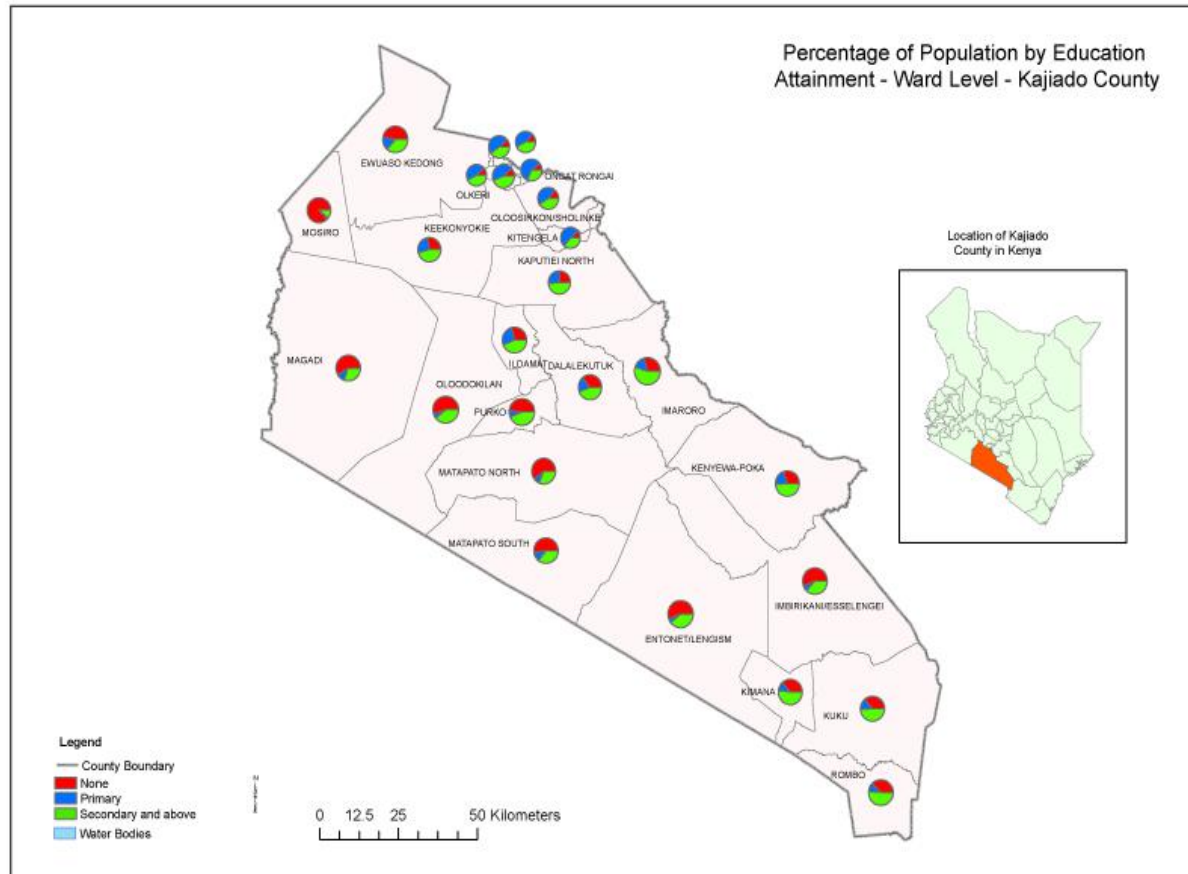 Percentage of Population by Education
Attainment - Ward Level - Kajiado County
EWUASO KEDONG
ONGAT RONGAI
OLKERI
MOSIRO
OLOOSIRKON/SHOLINKE
KEEKONYOKIE
KITENGELA
KAPUTIEI NORTH
Location of Kajiado
County in Kenya
MAGADI
ILDAMAT
DALALEKUTUK
OLOODOKILAN
PURKO
IMARORO
MATAPATO NORTH
KENYEWA-POKA
MATAPATO SOUTH
IMBIRIKANI/ESSELENGEI
ENTONET/LENGISM
KIMANA
KUKU
ROMBO
Legend
County Boundary
None
Primary
Secondary and above
Water Bodies
0 12.5 25 50 Kilometers